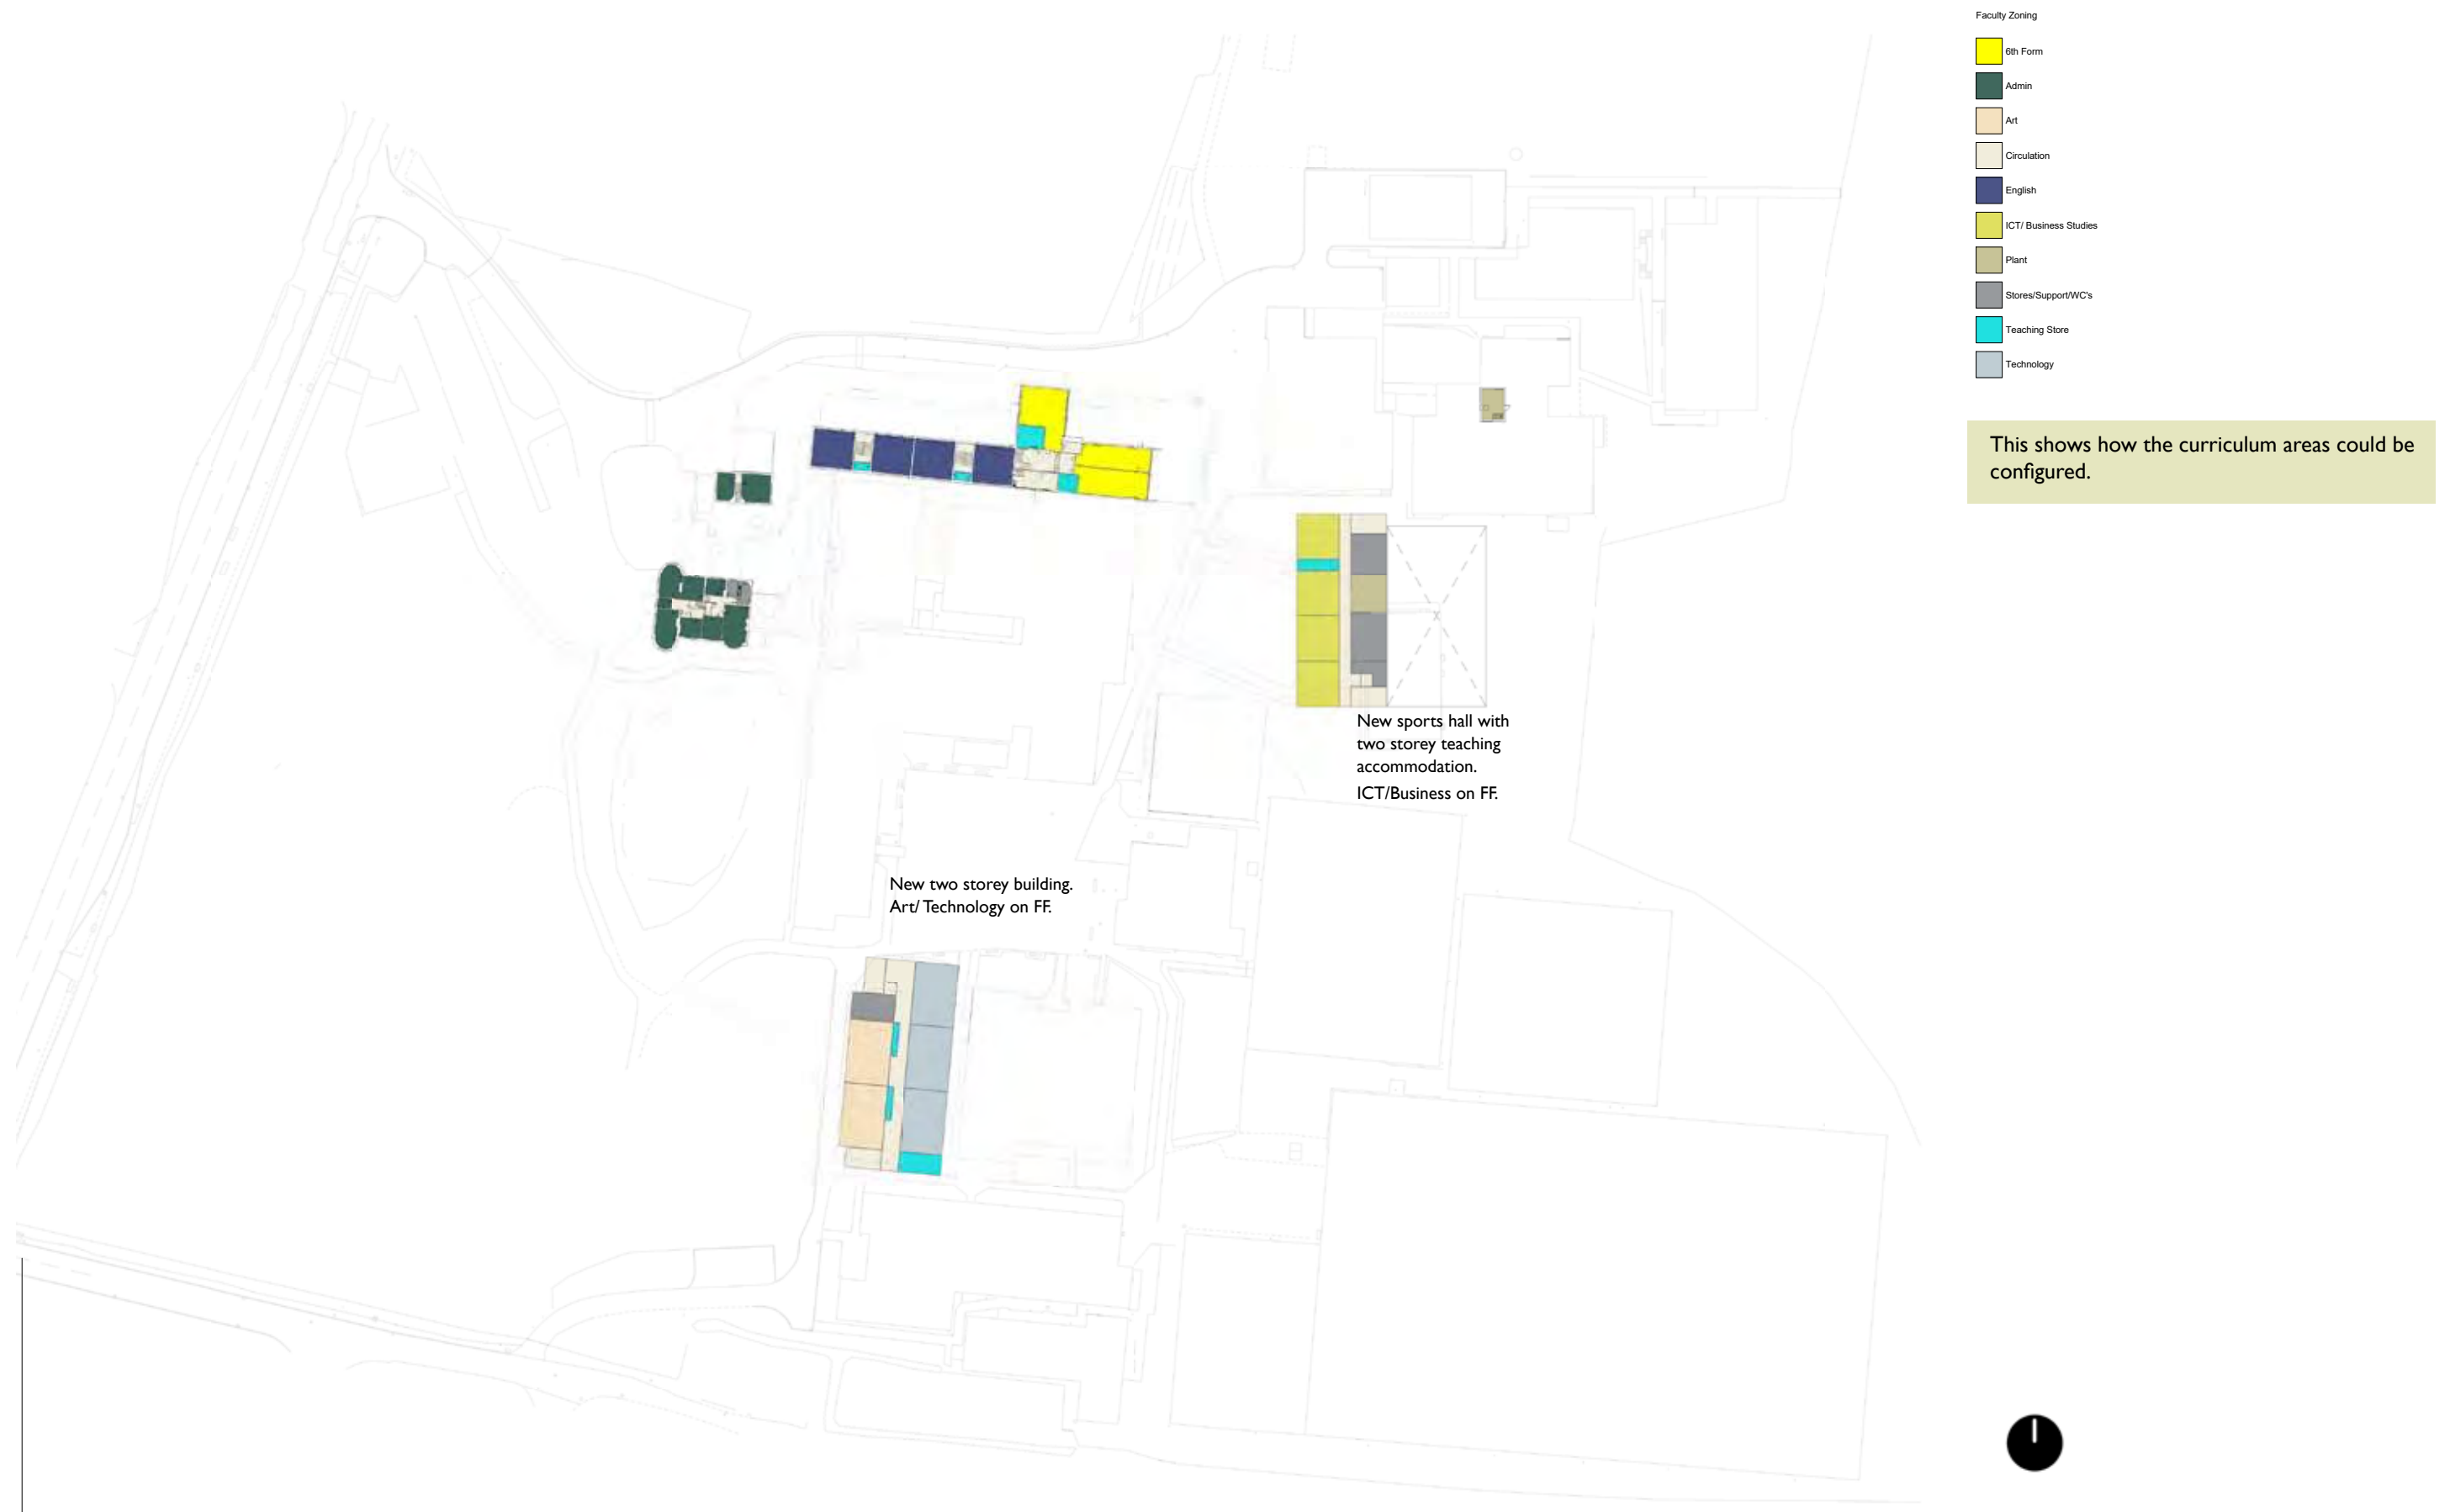 Faculty Zoning
6th Form
Admin
Art
Circulation
English
ICT/ Business Studies
Plant
Stores/Support/WC's
Teaching Store
Technology
This shows how the curriculum areas could be
configured.
New sports hall with
two storey teaching
accommodation.
ICT/Business on FF.
New two storey building.
Art/ Technology on FF.